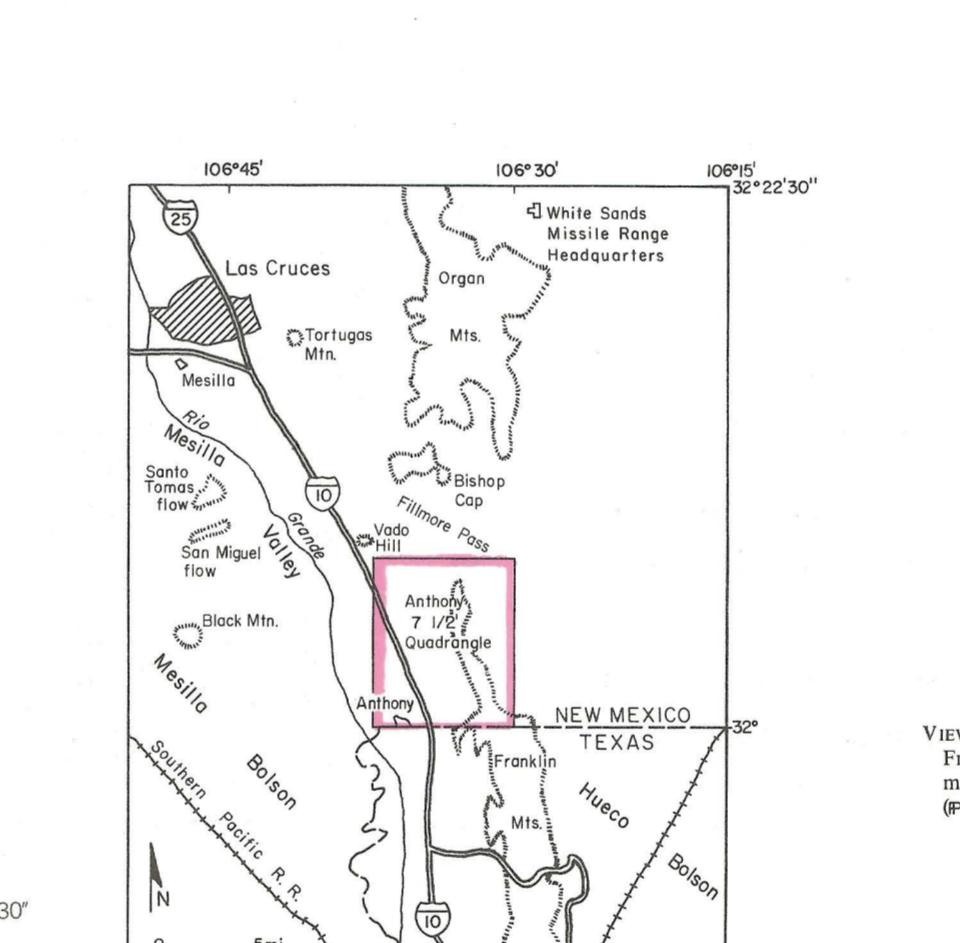 106°45'
106°30'
106°15'
32°22'30"
25
White Sands
Missile Range
Headquarters
Las Cruces
Organ
Mts.
Tortugas
Mtn.
Mesilla
Rio
Mesilla
Santo
Tomas
flow
10
Bishop
Cap
Fillmore Pass
Grande
Valley
Vado
Hill
San Miguel
flow
Anthony
7 1/2'
Quadrangle
Black Mtn.
Mesilla
Anthony
NEW MEXICO
32°
TEXAS
Southern
Pacific R.R.
Bolson
Franklin
Mts.
Hueco
Bolson
N
10
30"
VIEW
Fr
m